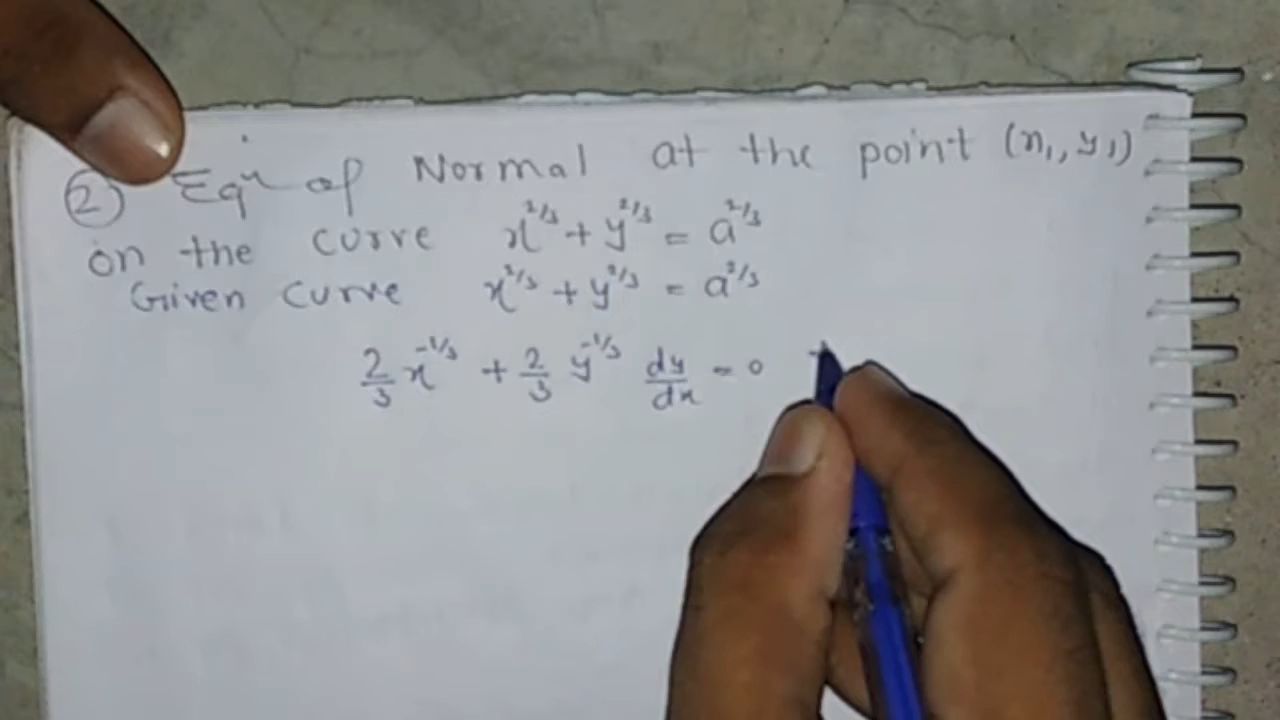 ② Eqⁿ of Normal at the point (x₁, y₁)
on the curve x^2/3 + y^2/3 = a^2/3
Given curve x^2/3 + y^2/3 = a^2/3
2/3 x^-1/3 + 2/3 y^-1/3 dy/dx = 0